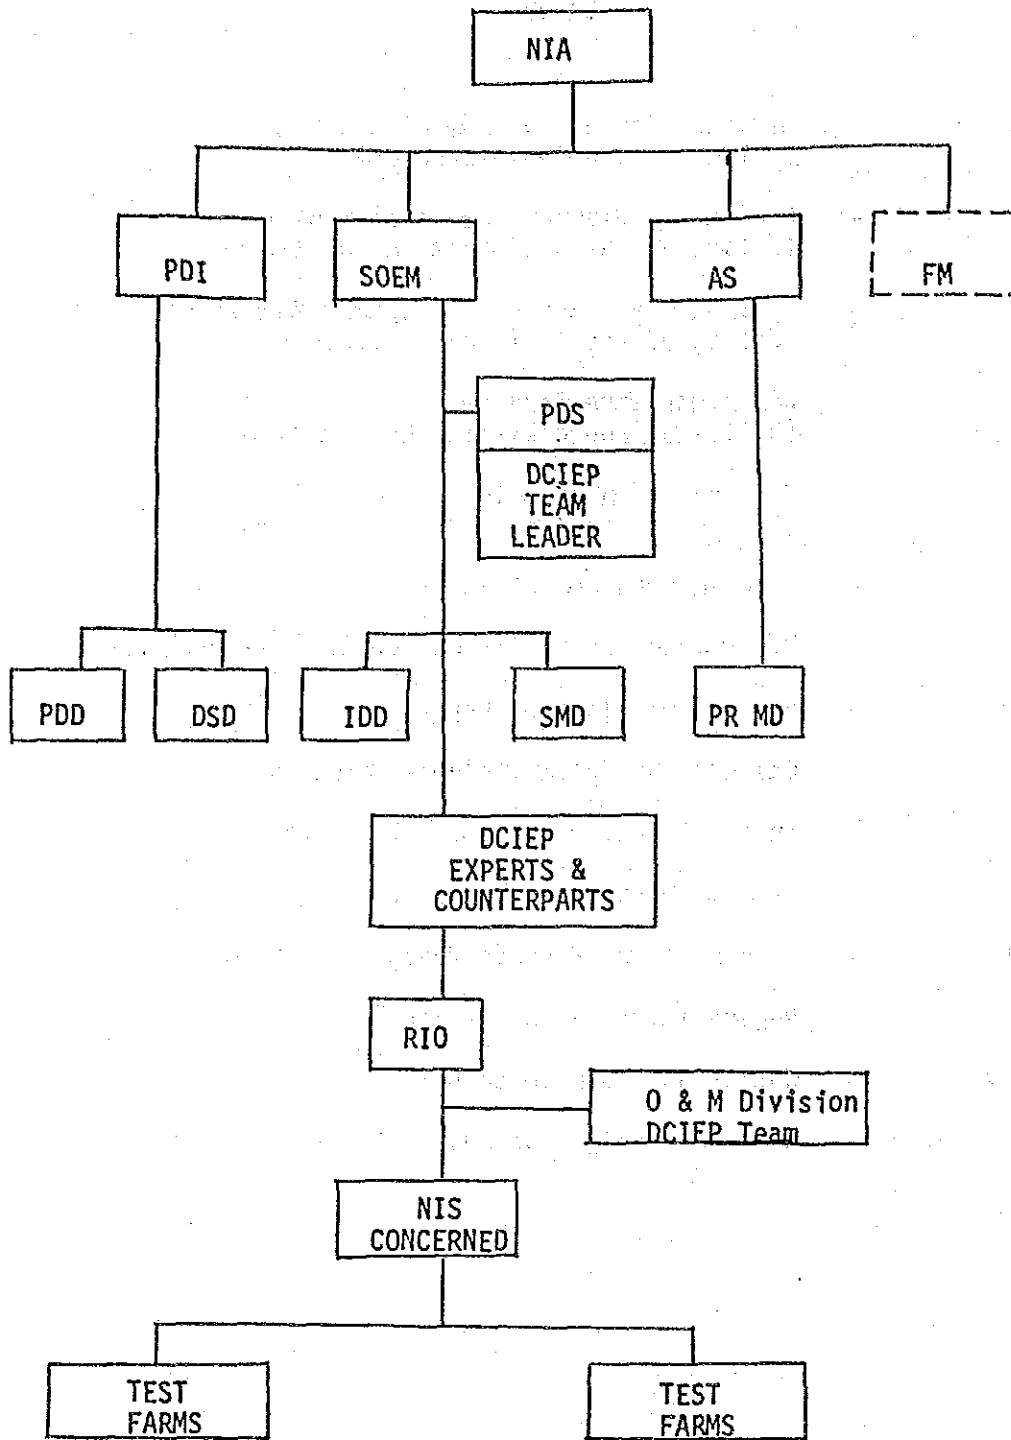 NIA
PDI
SOEM
AS
FM
PDS
DCIEP
TEAM
LEADER
PDD
DSD
IDD
SMD
PR MD
DCIEP
EXPERTS &
COUNTERPARTS
RIO
O & M Division
DCIEP Team
NIS
CONCERNED
TEST
FARMS
TEST
FARMS